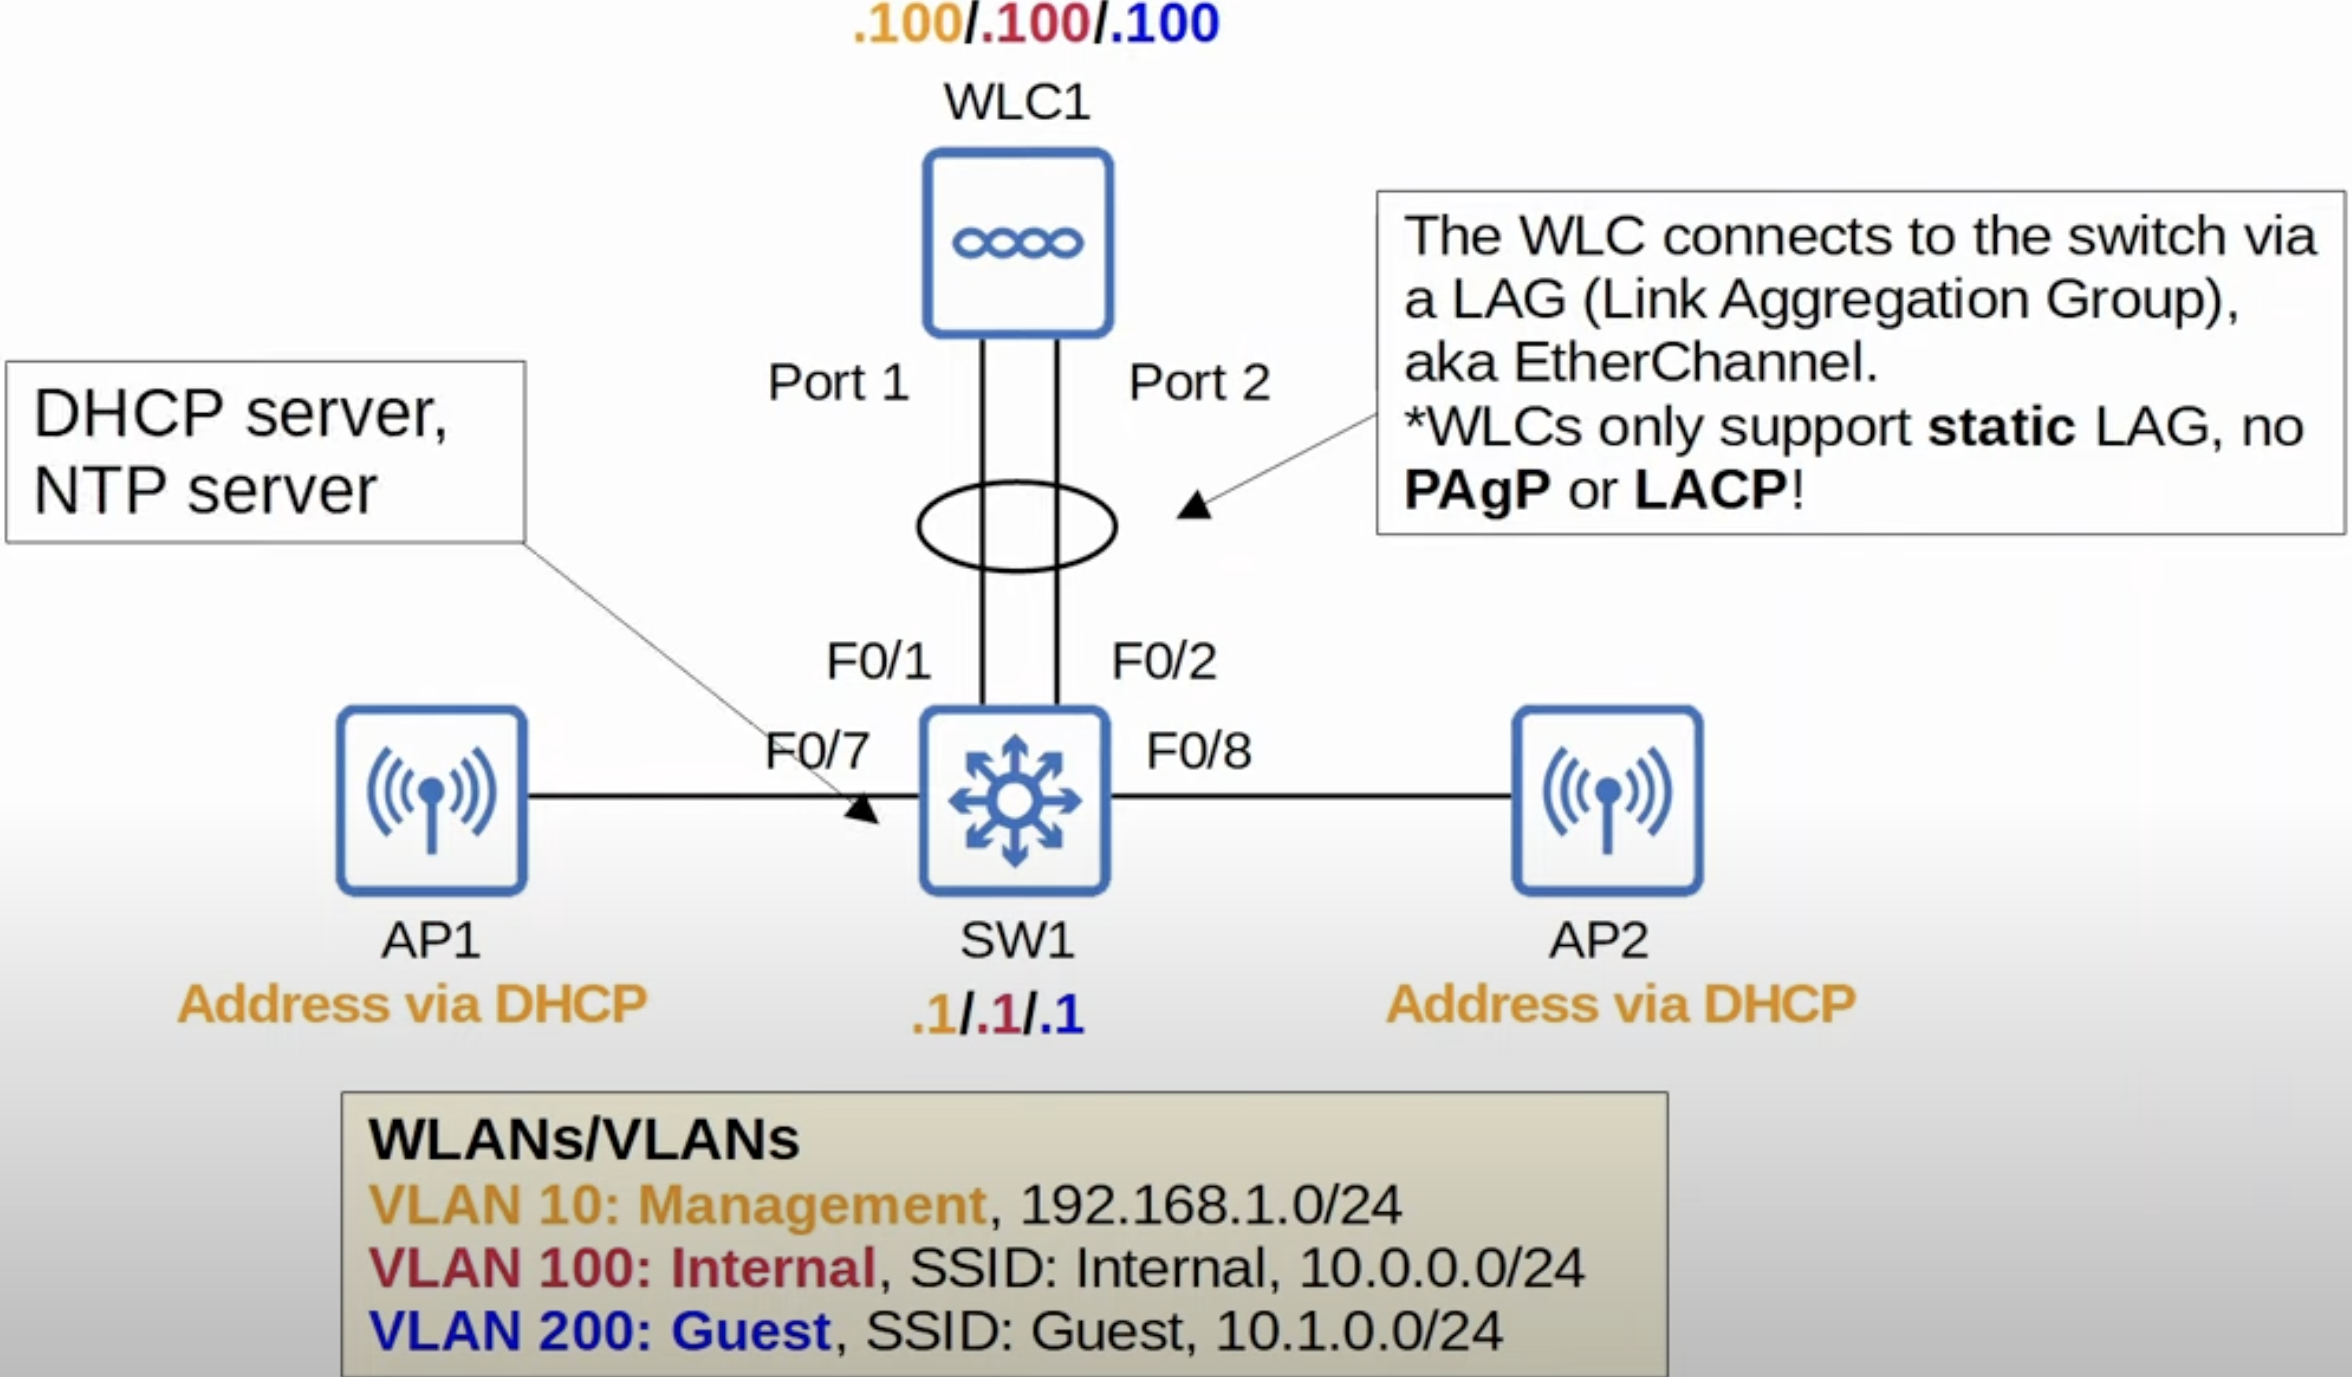 .100/.100/.100
WLC1
The WLC connects to the switch via
a LAG (Link Aggregation Group),
aka EtherChannel.
*WLCs only support static LAG, no
PAgP or LACP!
DHCP server,
NTP server
Port 1
Port 2
F0/1
F0/2
F0/7
F0/8
AP1
Address via DHCP
SW1
.1/.1/.1
AP2
Address via DHCP
WLANs/VLANs
VLAN 10: Management, 192.168.1.0/24
VLAN 100: Internal, SSID: Internal, 10.0.0.0/24
VLAN 200: Guest, SSID: Guest, 10.1.0.0/24